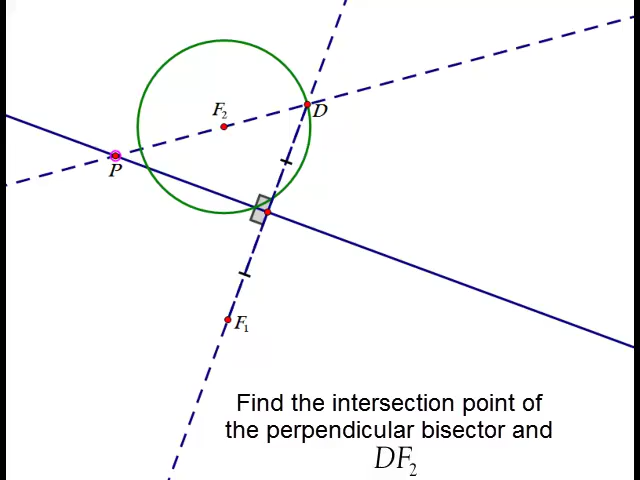 F₂
D
P
F₁
Find the intersection point of
the perpendicular bisector and
DF₂